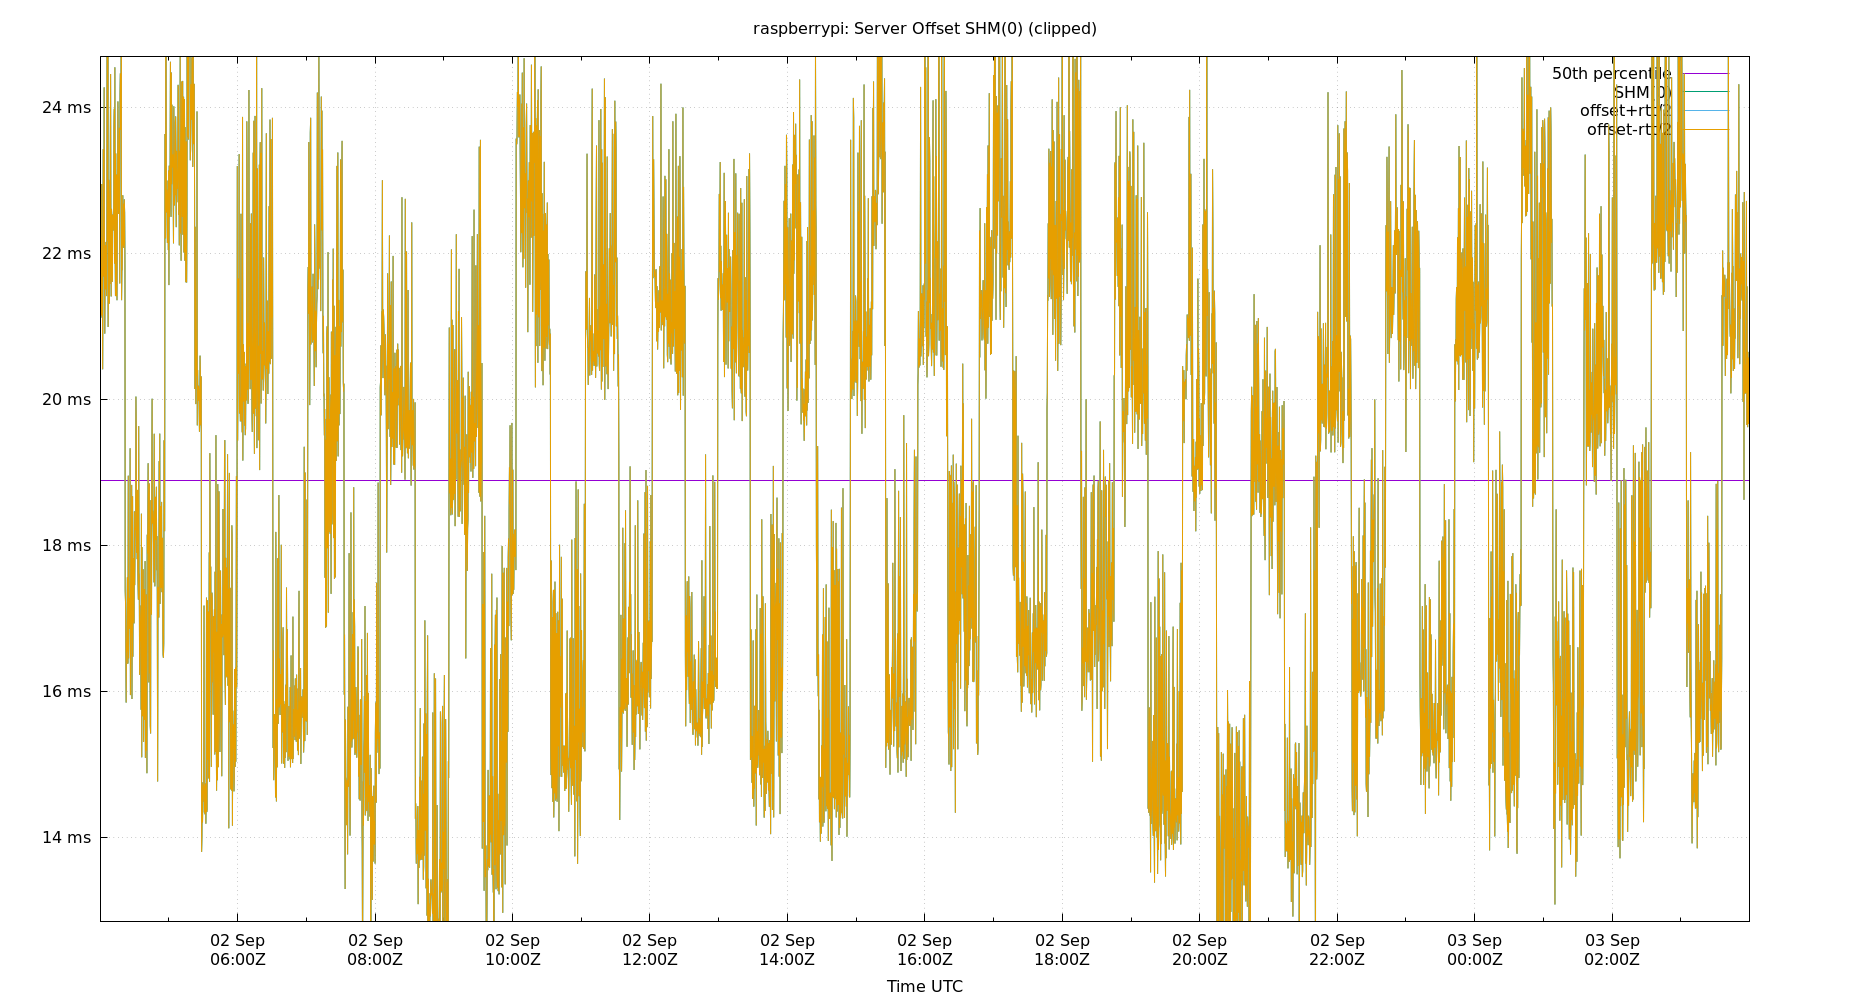 raspberrypi: Server Offset SHM(0) (clipped)
50th percentile
SHM(0)
offset+rtt/2
offset-rtt/2
24 ms
22 ms
20 ms
18 ms
16 ms
14 ms
02 Sep 02 Sep 02 Sep 02 Sep 02 Sep 02 Sep 02 Sep 02 Sep 02 Sep 03 Sep 03 Sep
06:00Z 08:00Z 10:00Z 12:00Z 14:00Z 16:00Z 18:00Z 20:00Z 22:00Z 00:00Z 02:00Z
Time UTC